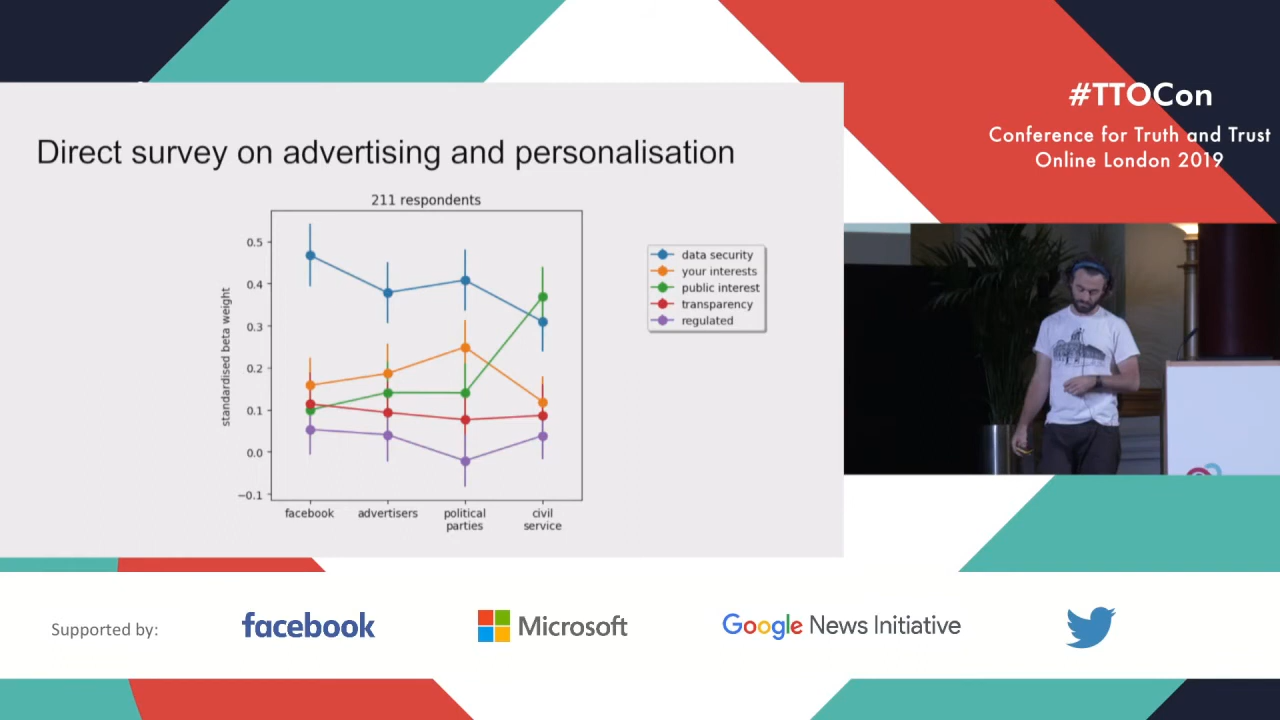 #TTOCon
Conference for Truth and Trust
Online London 2019
Direct survey on advertising and personalisation
211 respondents
standardised beta weight
0.5
0.4
0.3
0.2
0.1
0.0
−0.1
facebook
advertisers
political
parties
civil
service
data security
your interests
public interest
transparency
regulated
Supported by:
facebook
Microsoft
Google News Initiative